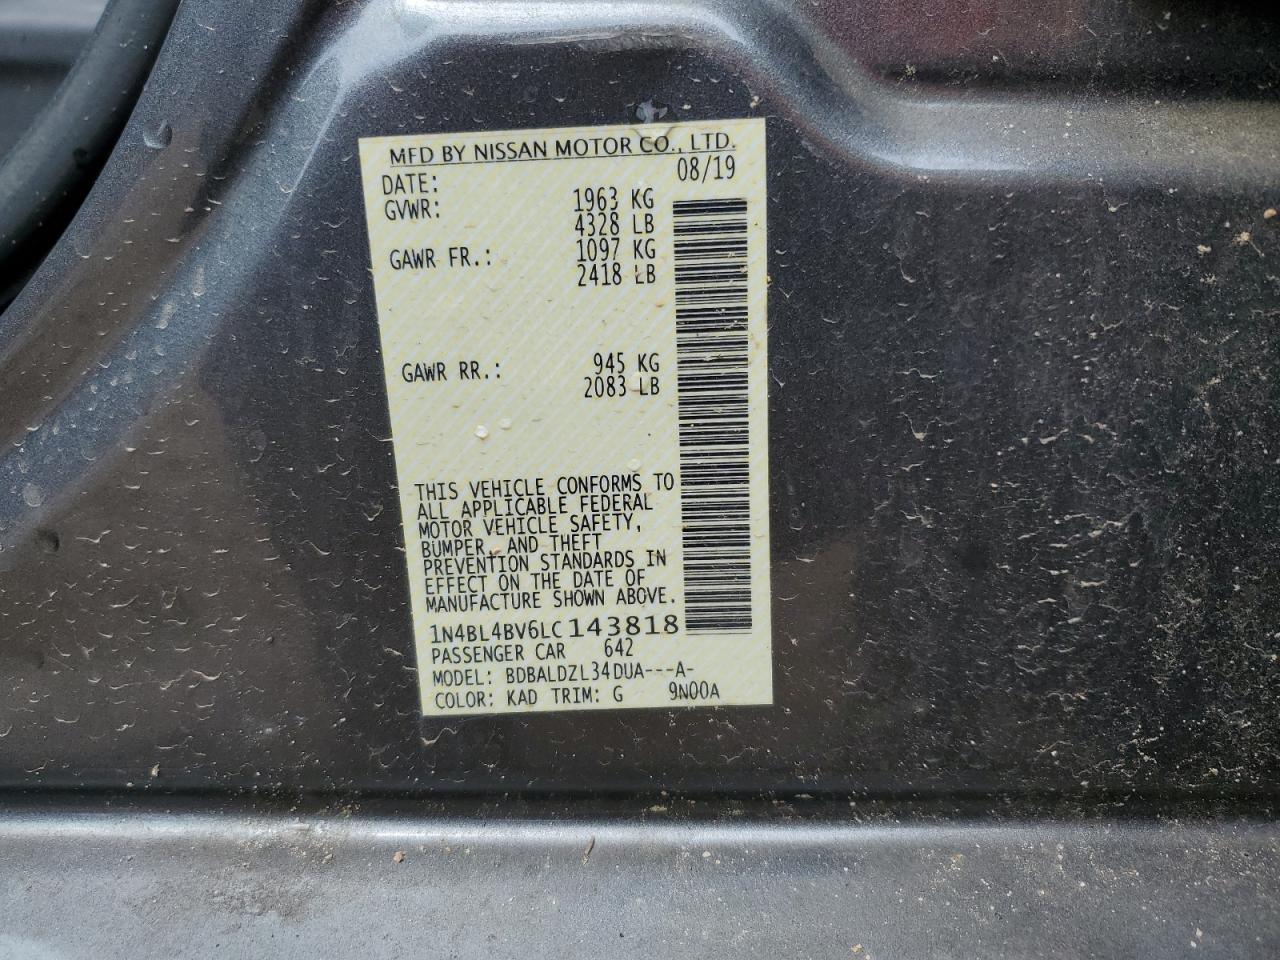 MFD BY NISSAN MOTOR CO., LTD.
DATE: 08/19
GVWR: 1963 KG
4328 LB
GAWR FR.: 1097 KG
2418 LB
GAWR RR.: 945 KG
2083 LB
THIS VEHICLE CONFORMS TO
ALL APPLICABLE FEDERAL
MOTOR VEHICLE SAFETY,
BUMPER, AND THEFT
PREVENTION STANDARDS IN
EFFECT ON THE DATE OF
MANUFACTURE SHOWN ABOVE.
1N4BL4BV6LC143818
PASSENGER CAR 642
MODEL: BDBALDZL34DUA---A-
COLOR: KAD TRIM: G 9N00A